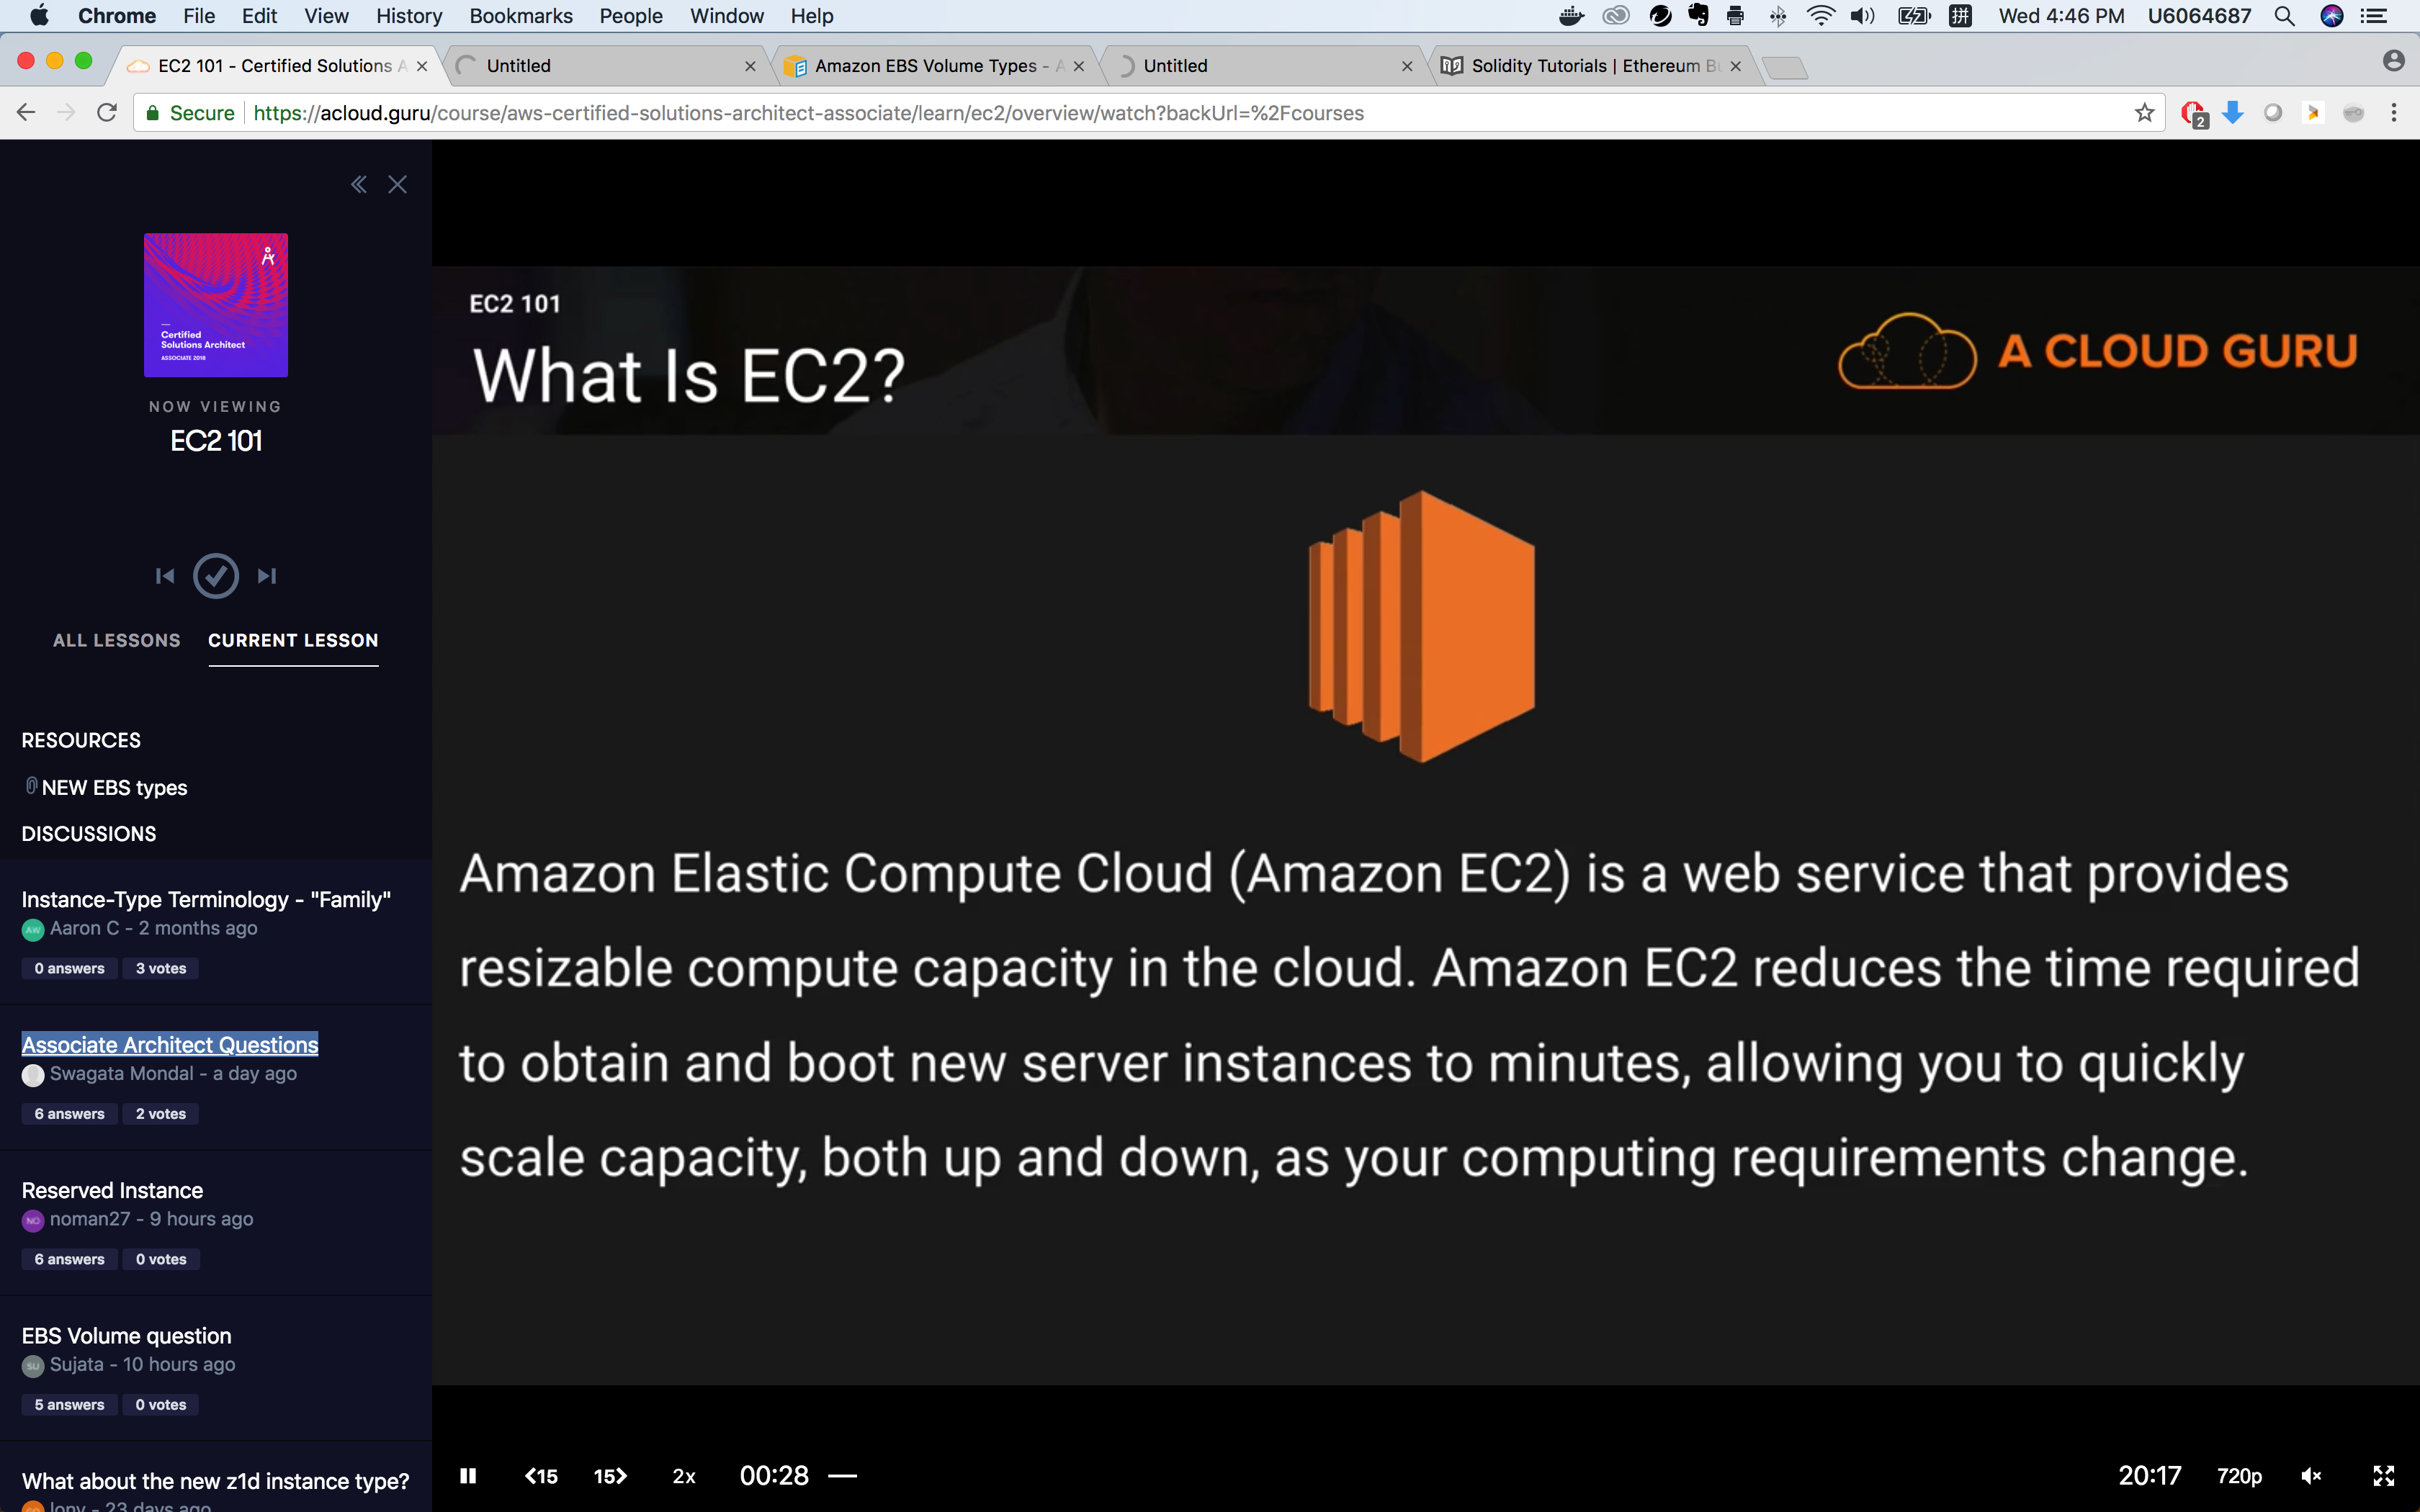 Chrome File Edit View History Bookmarks People Window Help
拼 Wed 4:46 PM U6064687
EC2 101 - Certified Solutions A
Untitled
Amazon EBS Volume Types - A
Untitled
Solidity Tutorials | Ethereum Bu
Secure https://acloud.guru/course/aws-certified-solutions-architect-associate/learn/ec2/overview/watch?backUrl=%2Fcourses
2
Certified
Solutions Architect
ASSOCIATE 2018
NOW VIEWING
EC2 101
ALL LESSONS CURRENT LESSON
RESOURCES
NEW EBS types
DISCUSSIONS
Instance-Type Terminology - "Family"
AW Aaron C - 2 months ago
0 answers 3 votes
Associate Architect Questions
Swagata Mondal - a day ago
6 answers 2 votes
Reserved Instance
NO noman27 - 9 hours ago
6 answers 0 votes
EBS Volume question
SU Sujata - 10 hours ago
5 answers 0 votes
What about the new z1d instance type?
- 23 days ago
EC2 101
What Is EC2?
A CLOUD GURU
Amazon Elastic Compute Cloud (Amazon EC2) is a web service that provides
resizable compute capacity in the cloud. Amazon EC2 reduces the time required
to obtain and boot new server instances to minutes, allowing you to quickly
scale capacity, both up and down, as your computing requirements change.
15 15 2x 00:28 20:17 720p